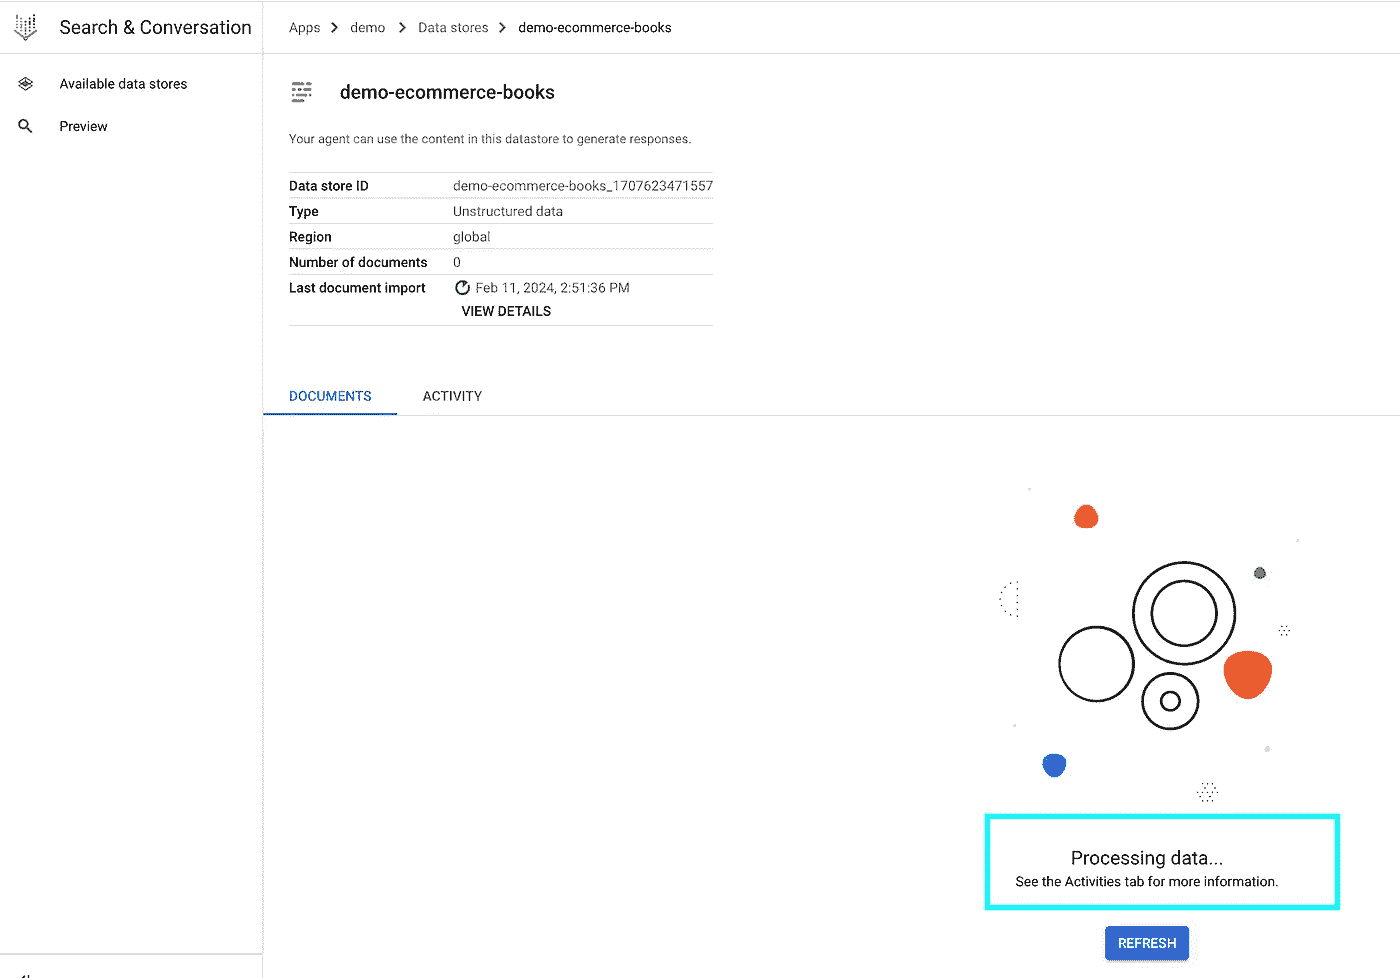 Search & Conversation
Apps > demo > Data stores > demo-ecommerce-books
Available data stores
Preview
demo-ecommerce-books
Your agent can use the content in this datastore to generate responses.
Data store ID demo-ecommerce-books_1707623471557
Type Unstructured data
Region global
Number of documents 0
Last document import Feb 11, 2024, 2:51:36 PM
VIEW DETAILS
DOCUMENTS ACTIVITY
Processing data...
See the Activities tab for more information.
REFRESH